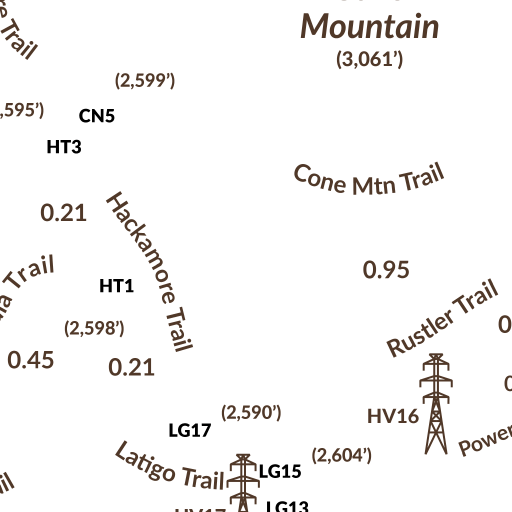 Mountain
(3,061’)
Trail
(2,599’)
,595’)
CN5
HT3
Cone Mtn Trail
0.21
Hackamore Trail
Trail
0.95
HT1
Rustler Trail
(2,598’)
0.45
0.21
(2,590’)
HV16
LG17
Power
(2,604’)
Latigo Trail
LG15
HV17
LG13